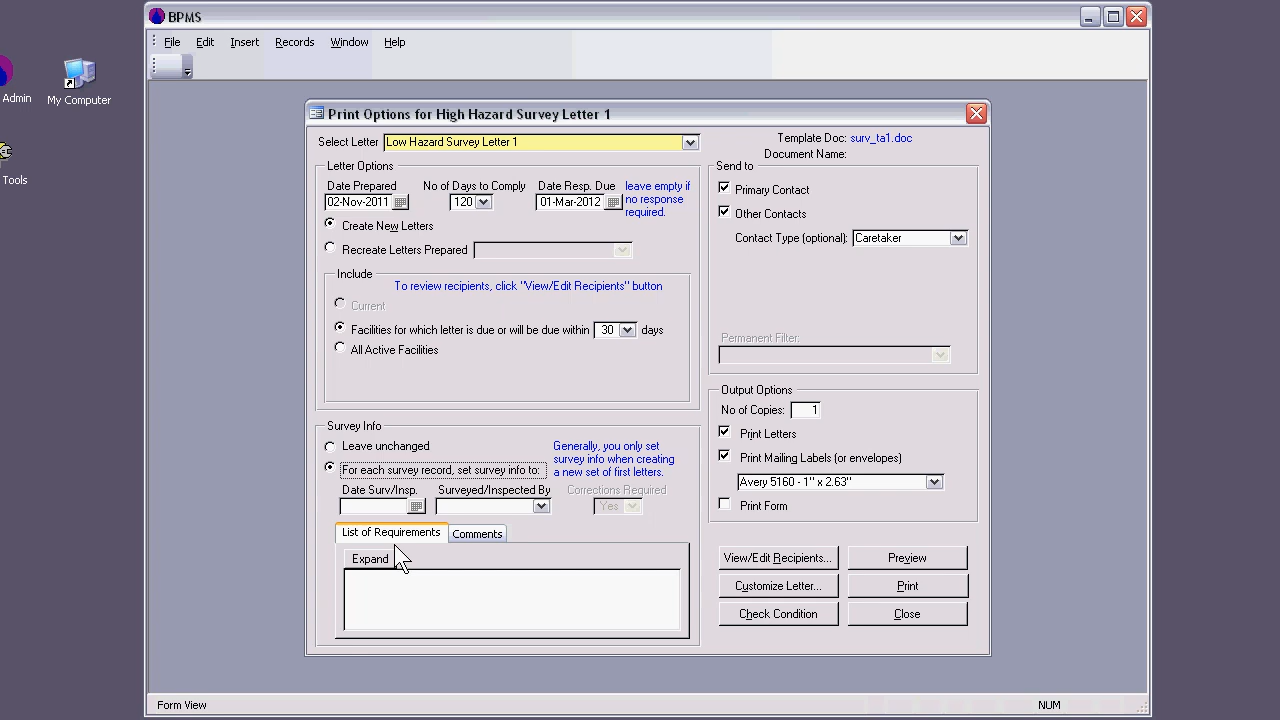 BPMS
File Edit Insert Records Window Help
Admin
My Computer
Tools
Print Options for High Hazard Survey Letter 1
Select Letter Low Hazard Survey Letter 1
Template Doc: surv_ta1.doc
Document Name:
Letter Options
Date Prepared No of Days to Comply Date Resp. Due
02-Nov-2011 120 01-Mar-2012
leave empty if
no response
required.
Create New Letters
Recreate Letters Prepared
Include
To review recipients, click "View/Edit Recipients" button
Current
Facilities for which letter is due or will be due within 30 days
All Active Facilities
Survey Info
Leave unchanged
For each survey record, set survey info to:
Generally, you only set
survey info when creating
a new set of first letters.
Date Surv/Insp. Surveyed/Inspected By Corrections Required
Yes
List of Requirements Comments
Expand
Send to
Primary Contact
Other Contacts
Contact Type (optional): Caretaker
Permanent Filter:
Output Options
No of Copies: 1
Print Letters
Print Mailing Labels (or envelopes)
Avery 5160 - 1" x 2.63"
Print Form
View/Edit Recipients... Preview
Customize Letter... Print
Check Condition Close
Form View NUM